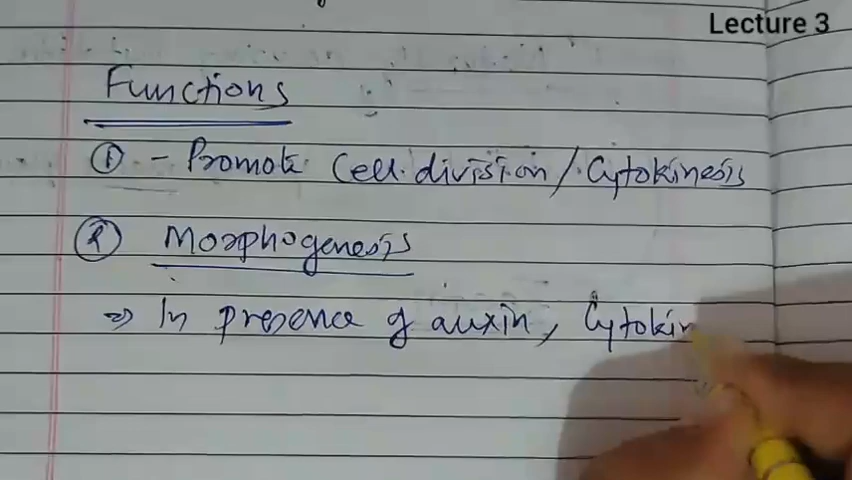 Lecture 3
Functions
① - Promote Cell division / Cytokinesis
② Morphogenesis
⇒ In presence of auxin, Cytokin